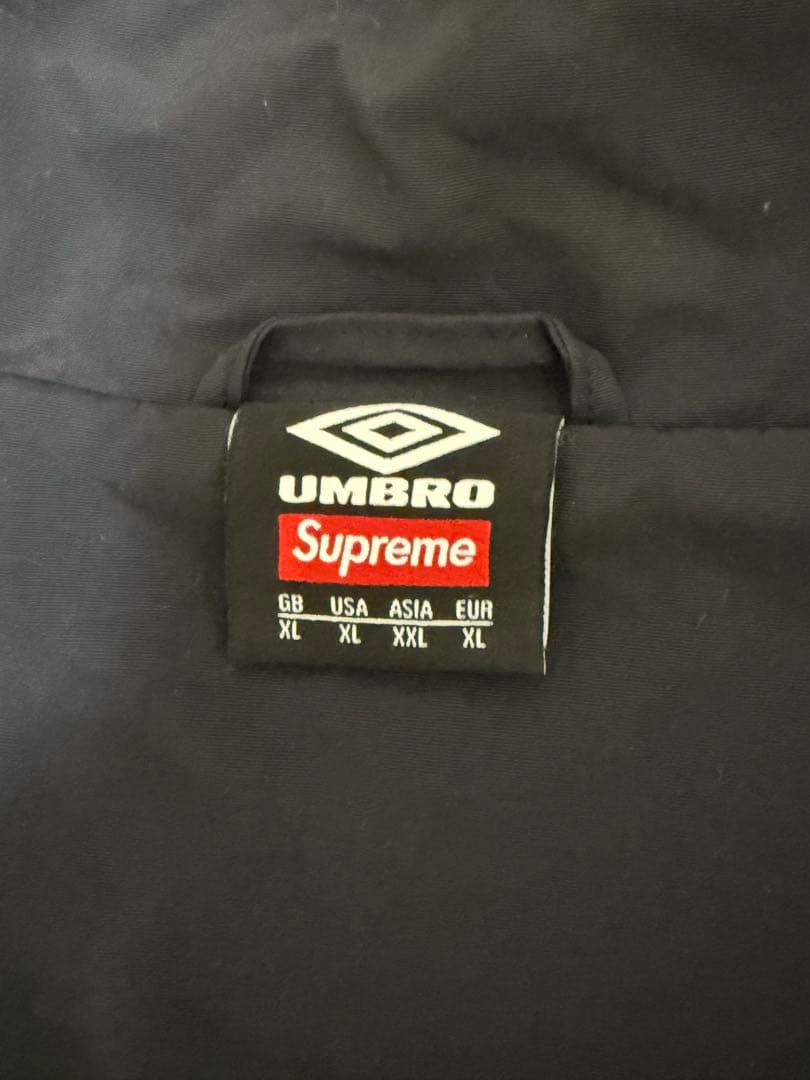 UMBRO
Supreme
GB USA ASIA EUR
XL XL XXL XL